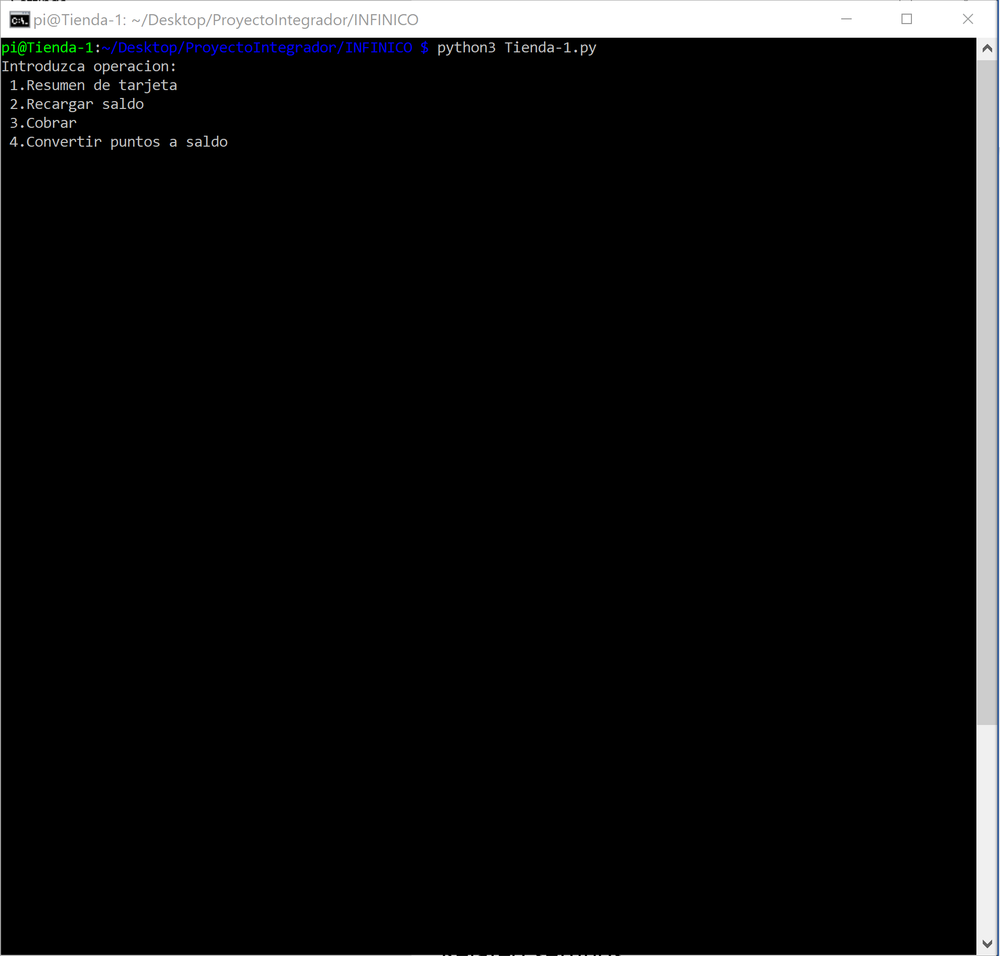 pi@Tienda-1: ~/Desktop/ProyectoIntegrador/INFINICO
pi@Tienda-1:~/Desktop/ProyectoIntegrador/INFINICO $ python3 Tienda-1.py
Introduzca operacion:
1.Resumen de tarjeta
2.Recargar saldo
3.Cobrar
4.Convertir puntos a saldo